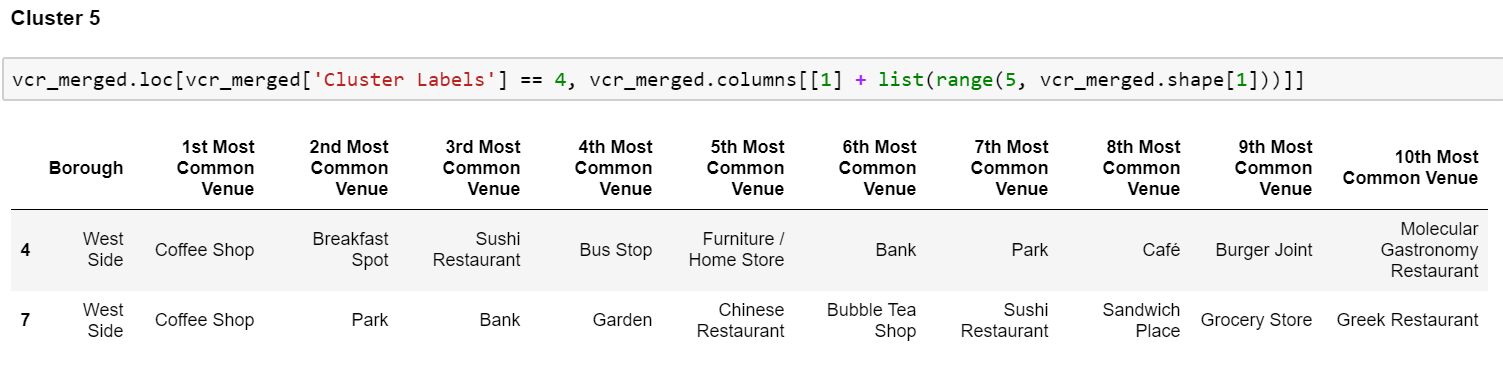 Cluster 5
vcr_merged.loc[vcr_merged['Cluster Labels'] == 4, vcr_merged.columns[[1] + list(range(5, vcr_merged.shape[1]))]]
Borough 1st Most Common Venue 2nd Most Common Venue 3rd Most Common Venue 4th Most Common Venue 5th Most Common Venue 6th Most Common Venue 7th Most Common Venue 8th Most Common Venue 9th Most Common Venue 10th Most Common Venue
4 West Side Coffee Shop Breakfast Spot Sushi Restaurant Bus Stop Furniture / Home Store Bank Park Café Burger Joint Molecular Gastronomy Restaurant
7 West Side Coffee Shop Park Bank Garden Chinese Restaurant Bubble Tea Shop Sushi Restaurant Sandwich Place Grocery Store Greek Restaurant